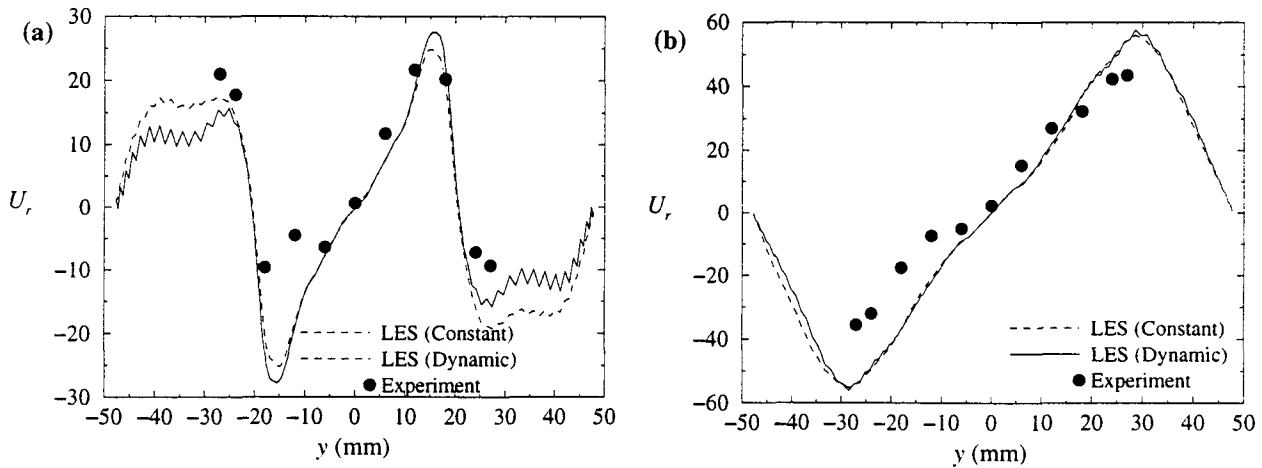 (a)
30
20
10
0
−10
−20
−30
U_r
−50 −40 −30 −20 −10 0 10 20 30 40 50
y (mm)
LES (Constant)
LES (Dynamic)
Experiment
(b)
60
40
20
0
−20
−40
−60
U_r
−50 −40 −30 −20 −10 0 10 20 30 40 50
y (mm)
LES (Constant)
LES (Dynamic)
Experiment